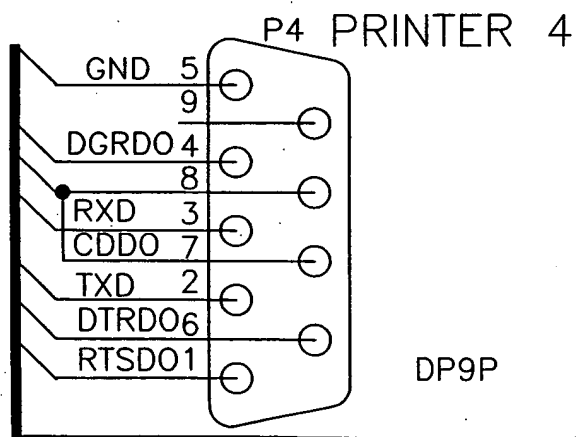 P4 PRINTER 4
GND 5
9
DGRDO 4
8
RXD 3
CDDO 7
TXD 2
DTRDO6
RTSDO1
DP9P